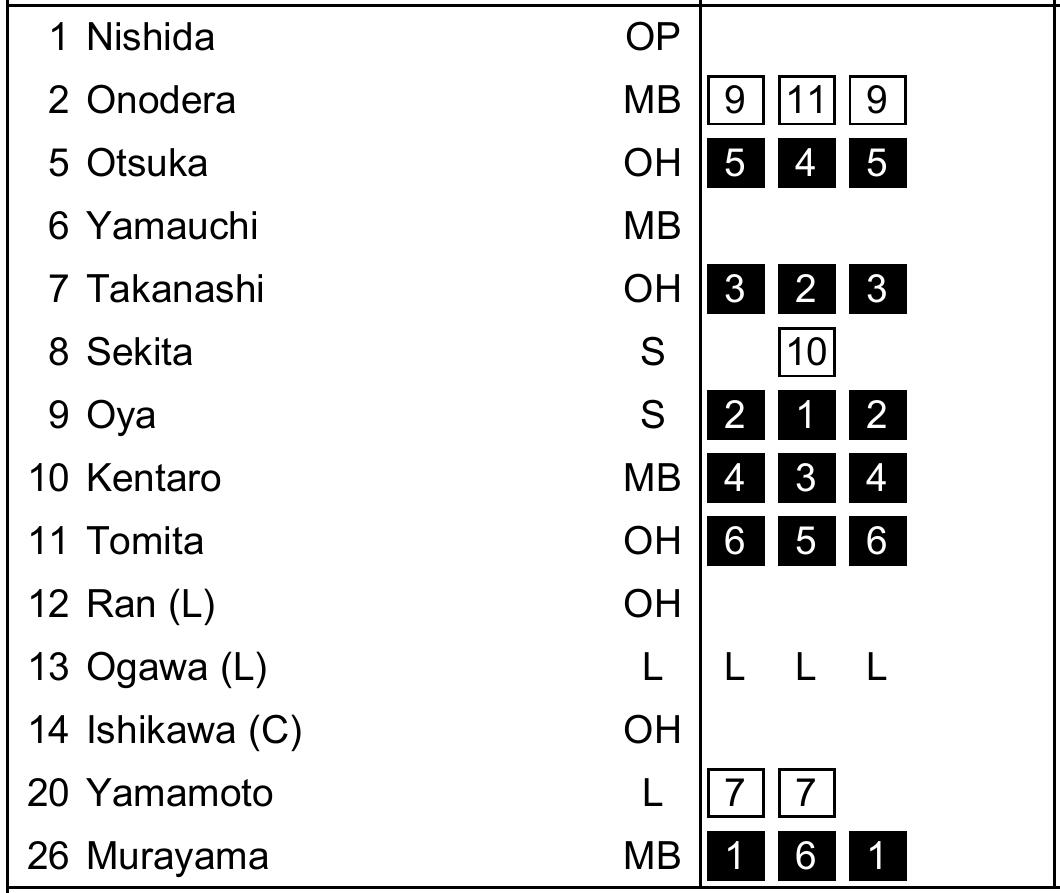 1 Nishida OP
2 Onodera MB 9 11 9
5 Otsuka OH 5 4 5
6 Yamauchi MB
7 Takanashi OH 3 2 3
8 Sekita S 10
9 Oya S 2 1 2
10 Kentaro MB 4 3 4
11 Tomita OH 6 5 6
12 Ran (L) OH
13 Ogawa (L) L L L L
14 Ishikawa (C) OH
20 Yamamoto L 7 7
26 Murayama MB 1 6 1